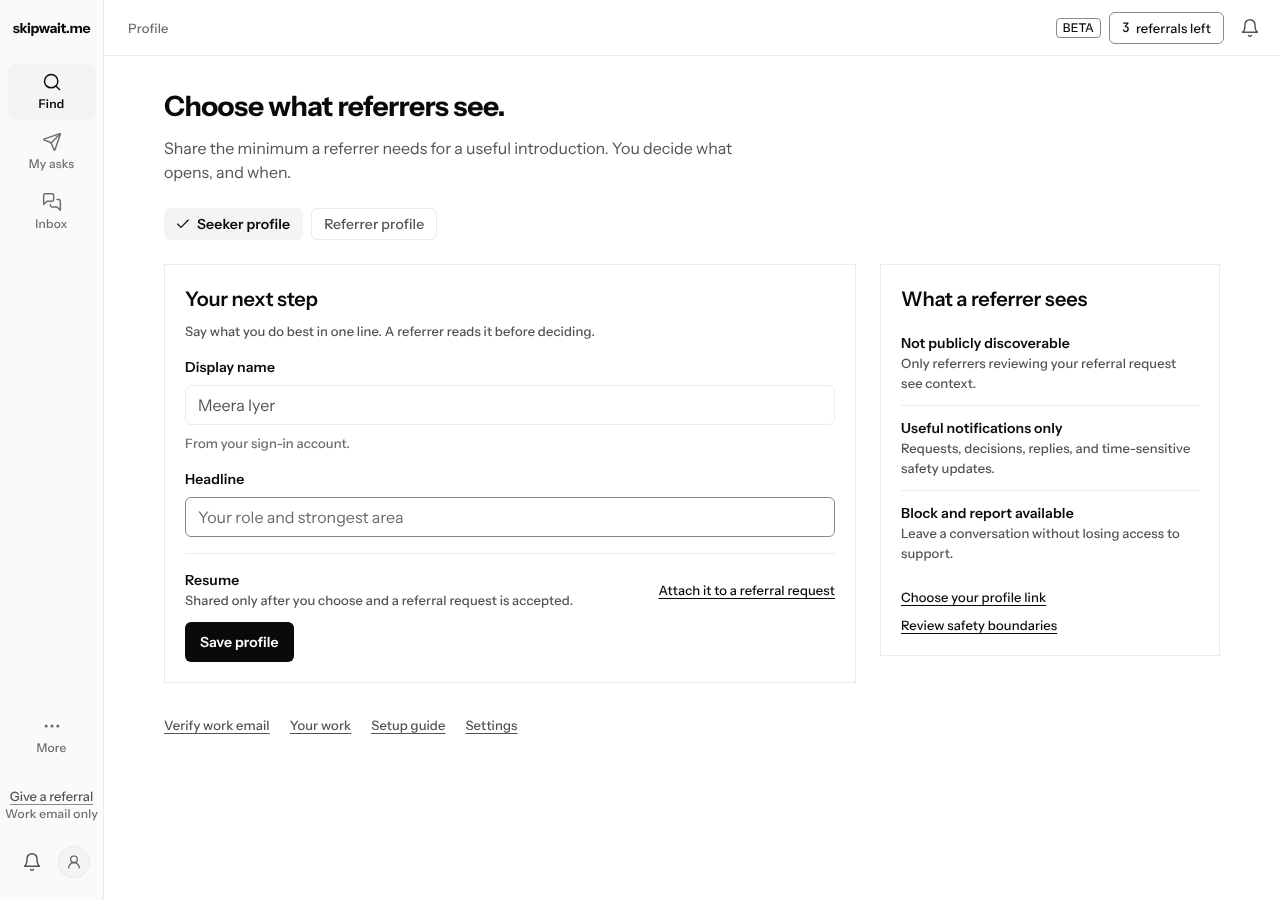 skipwait.me
Profile
BETA
3 referrals left
Find
My asks
Inbox
Choose what referrers see.
Share the minimum a referrer needs for a useful introduction. You decide what
opens, and when.
Seeker profile
Referrer profile
Your next step
Say what you do best in one line. A referrer reads it before deciding.
Display name
Meera Iyer
From your sign-in account.
Headline
Your role and strongest area
Resume
Shared only after you choose and a referral request is accepted.
Attach it to a referral request
Save profile
What a referrer sees
Not publicly discoverable
Only referrers reviewing your referral request
see context.
Useful notifications only
Requests, decisions, replies, and time-sensitive
safety updates.
Block and report available
Leave a conversation without losing access to
support.
Choose your profile link
Review safety boundaries
Verify work email
Your work
Setup guide
Settings
More
Give a referral
Work email only